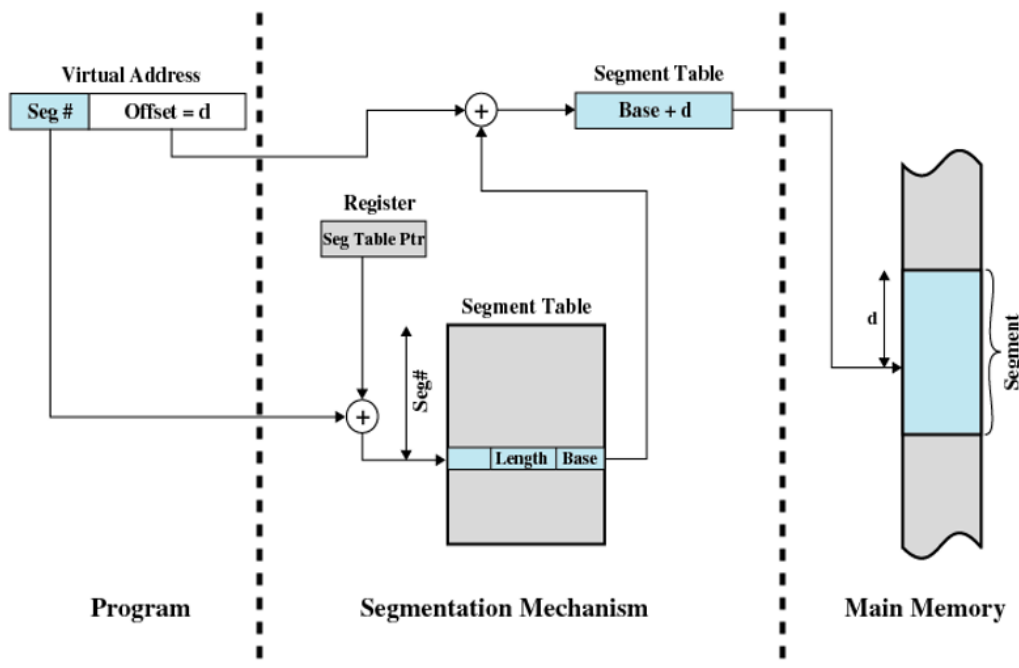 Virtual Address
Seg # Offset = d
Segment Table
+ Base + d
Register
Seg Table Ptr
Segment Table
d
Segment
Seg#
+
Length Base
Program Segmentation Mechanism Main Memory